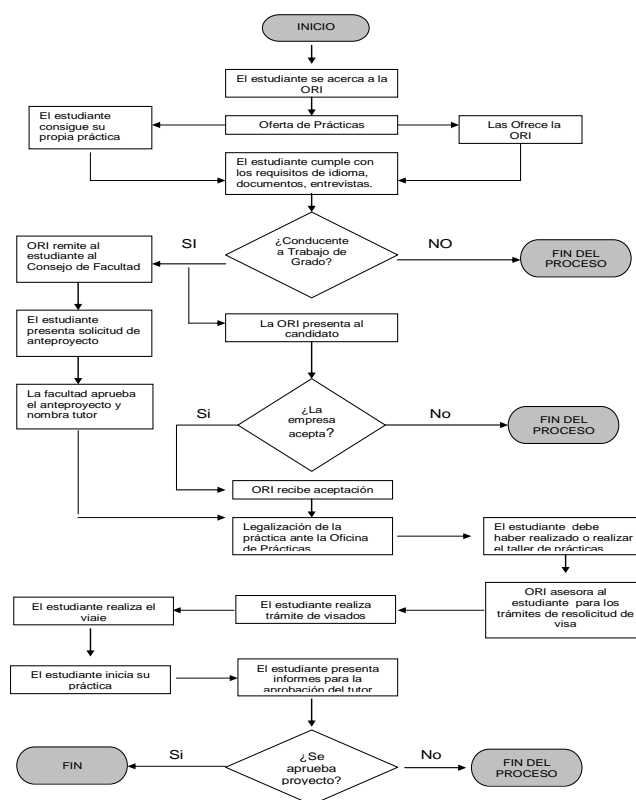 INICIO
El estudiante se acerca a la
ORI
El estudiante
consigue su
propia práctica
Oferta de Prácticas
Las Ofrece la
ORI
El estudiante cumple con
los requisitos de idioma,
documentos, entrevistas.
SI
¿Conducente
a Trabajo de
Grado?
NO
ORI remite al
estudiante al
Consejo de Facultad
FIN DEL
PROCESO
El estudiante
presenta solicitud de
anteproyecto
La ORI presenta al
candidato
La facultad aprueba
el anteproyecto y
nombra tutor
Si
¿La
empresa
acepta?
No
FIN DEL
PROCESO
ORI recibe aceptación
Legalización de la
práctica ante la Oficina
de Prácticas
El estudiante debe
haber realizado o realizar
el taller de prácticas
El estudiante realiza el
viaje
El estudiante realiza
trámite de visados
ORI asesora al
estudiante para los
trámites de resolicitud de
visa
El estudiante inicia su
práctica
El estudiante presenta
informes para la
aprobación del tutor
FIN
Si
¿Se
aprueba
proyecto?
No
FIN DEL
PROCESO